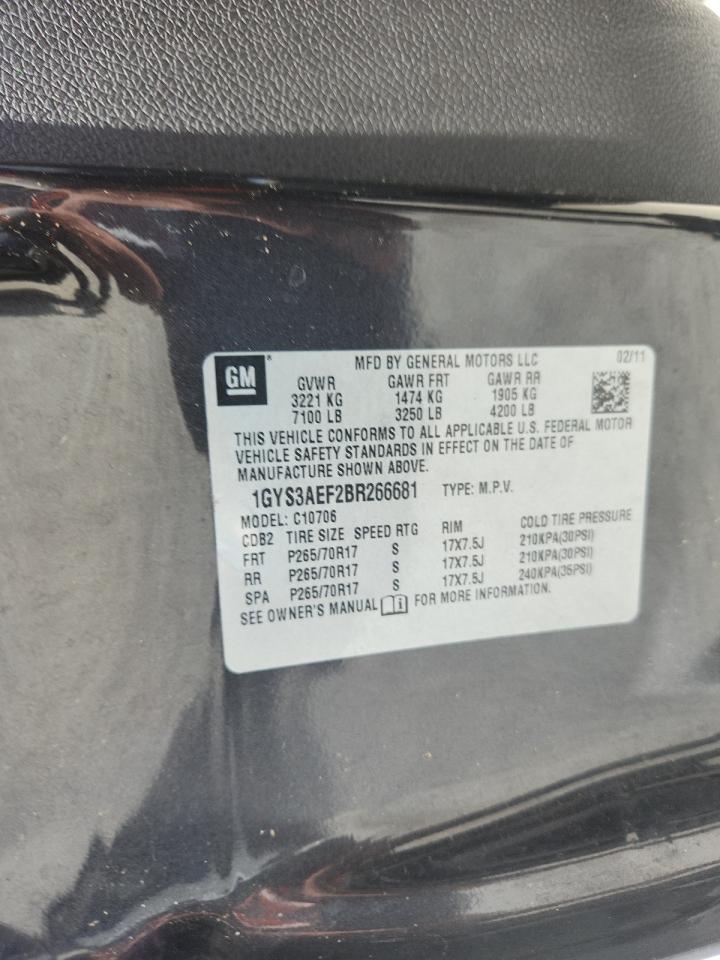 GM
MFD BY GENERAL MOTORS LLC 02/11
GVWR GAWR FRT GAWR RR
3221 KG 1474 KG 1905 KG
7100 LB 3250 LB 4200 LB
THIS VEHICLE CONFORMS TO ALL APPLICABLE U.S. FEDERAL MOTOR
VEHICLE SAFETY STANDARDS IN EFFECT ON THE DATE OF
MANUFACTURE SHOWN ABOVE.
1GYS3AEF2BR266681 TYPE: M.P.V.
MODEL: C10706
CDB2 TIRE SIZE SPEED RTG RIM COLD TIRE PRESSURE
FRT P265/70R17 S 17X7.5J 210KPA(30PSI)
RR P265/70R17 S 17X7.5J 210KPA(30PSI)
SPA P265/70R17 S 17X7.5J 240KPA(35PSI)
SEE OWNER'S MANUAL FOR MORE INFORMATION.